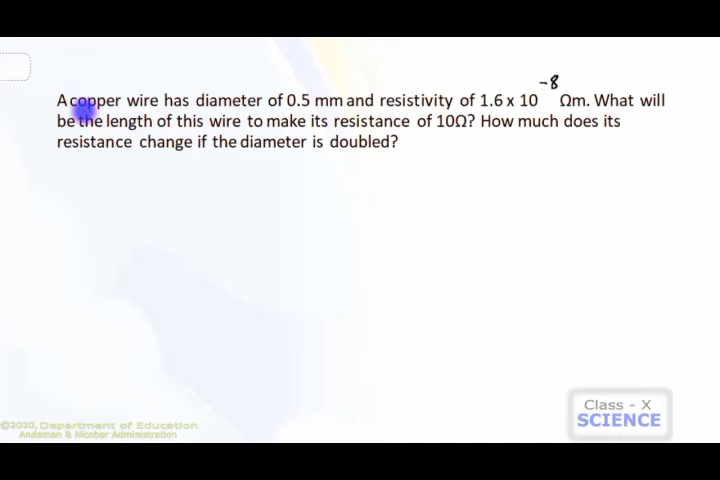 A copper wire has diameter of 0.5 mm and resistivity of 1.6 x 10⁻⁸ Ωm. What will
be the length of this wire to make its resistance of 10Ω? How much does its
resistance change if the diameter is doubled?
Class - X
SCIENCE
©2020, Department of Education
Andaman & Nicobar Administration